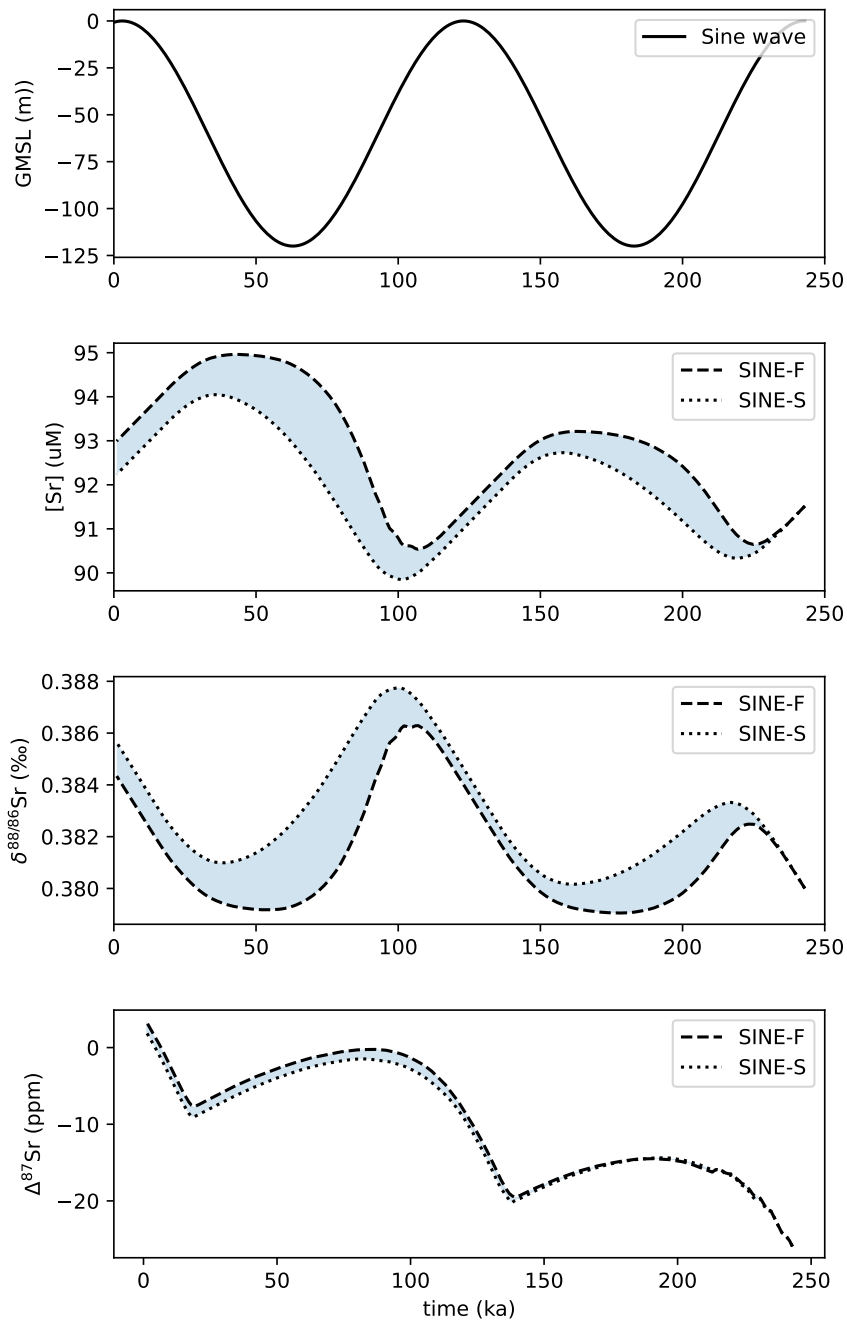 0
−25
−50
−75
−100
−125
GMSL (m))
Sine wave
0 50 100 150 200 250
95
94
93
92
91
90
[Sr] (uM)
SINE-F
SINE-S
0 50 100 150 200 250
0.388
0.386
0.384
0.382
0.380
δ88/86Sr (‰)
SINE-F
SINE-S
0 50 100 150 200 250
0
−10
−20
Δ87Sr (ppm)
SINE-F
SINE-S
0 50 100 150 200 250
time (ka)